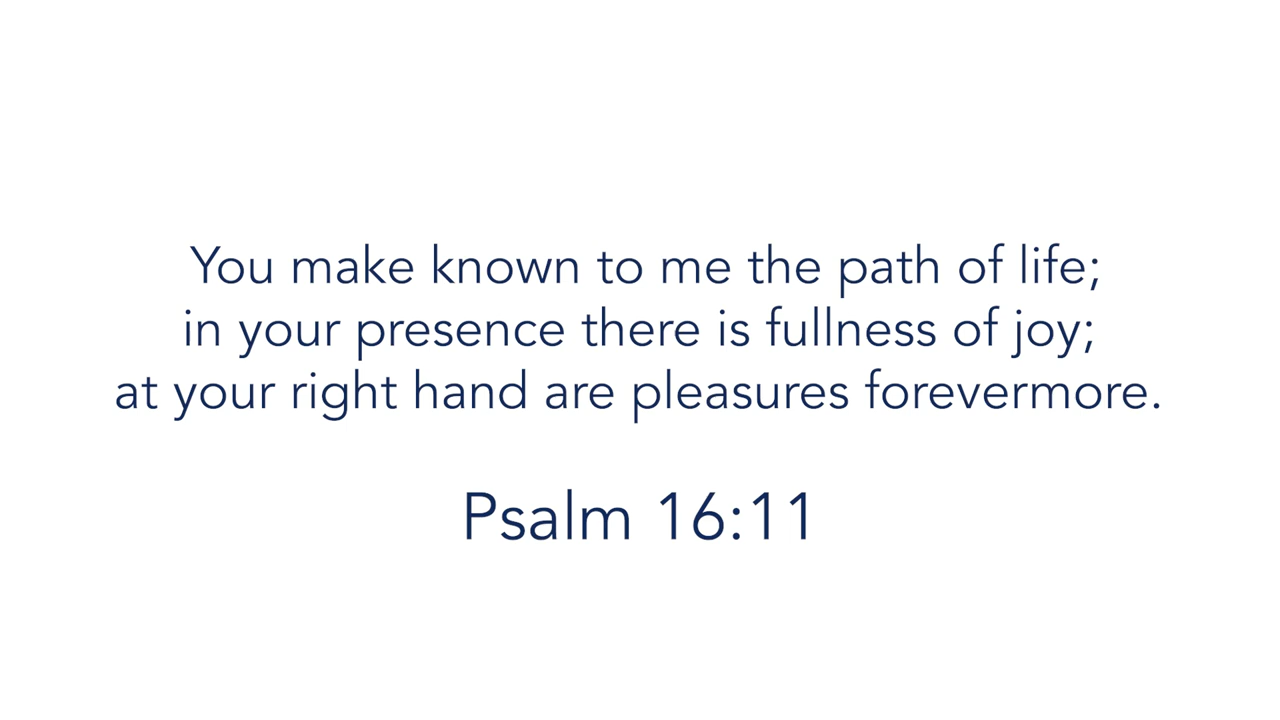 You make known to me the path of life;
in your presence there is fullness of joy;
at your right hand are pleasures forevermore.
Psalm 16:11